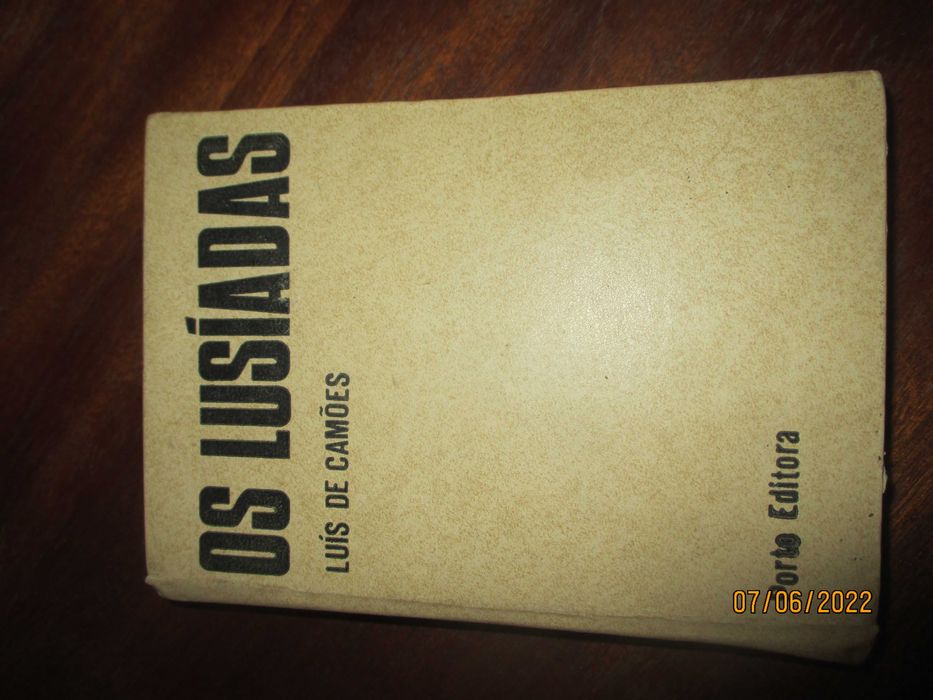 OS LUSÍADAS
LUÍS DE CAMÕES
Porto Editora
07/06/2022